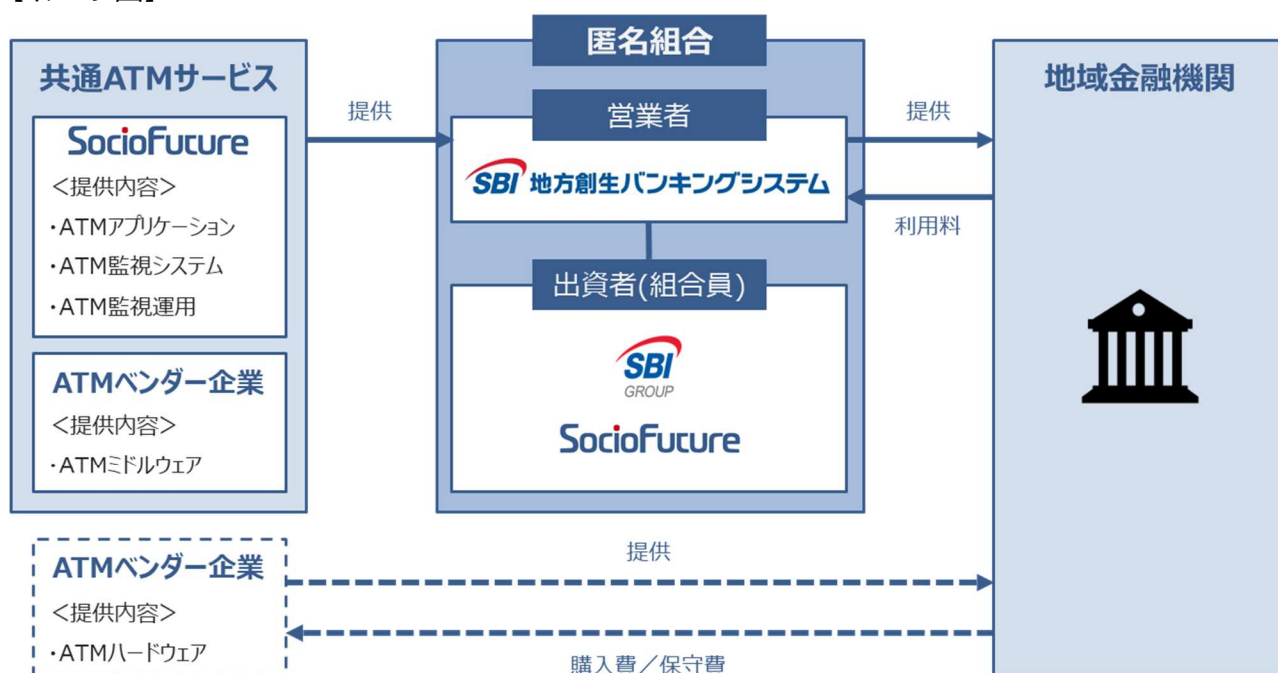 共通ATMサービス
SocioFuture
<提供内容>
・ATMアプリケーション
・ATM監視システム
・ATM監視運用
ATMベンダー企業
<提供内容>
・ATMミドルウェア
提供
匿名組合
営業者
SBI 地方創生バンキングシステム
出資者(組合員)
SBI
GROUP
SocioFuture
提供
利用料
地域金融機関
ATMベンダー企業
<提供内容>
・ATMハードウェア
提供
購入費/保守費